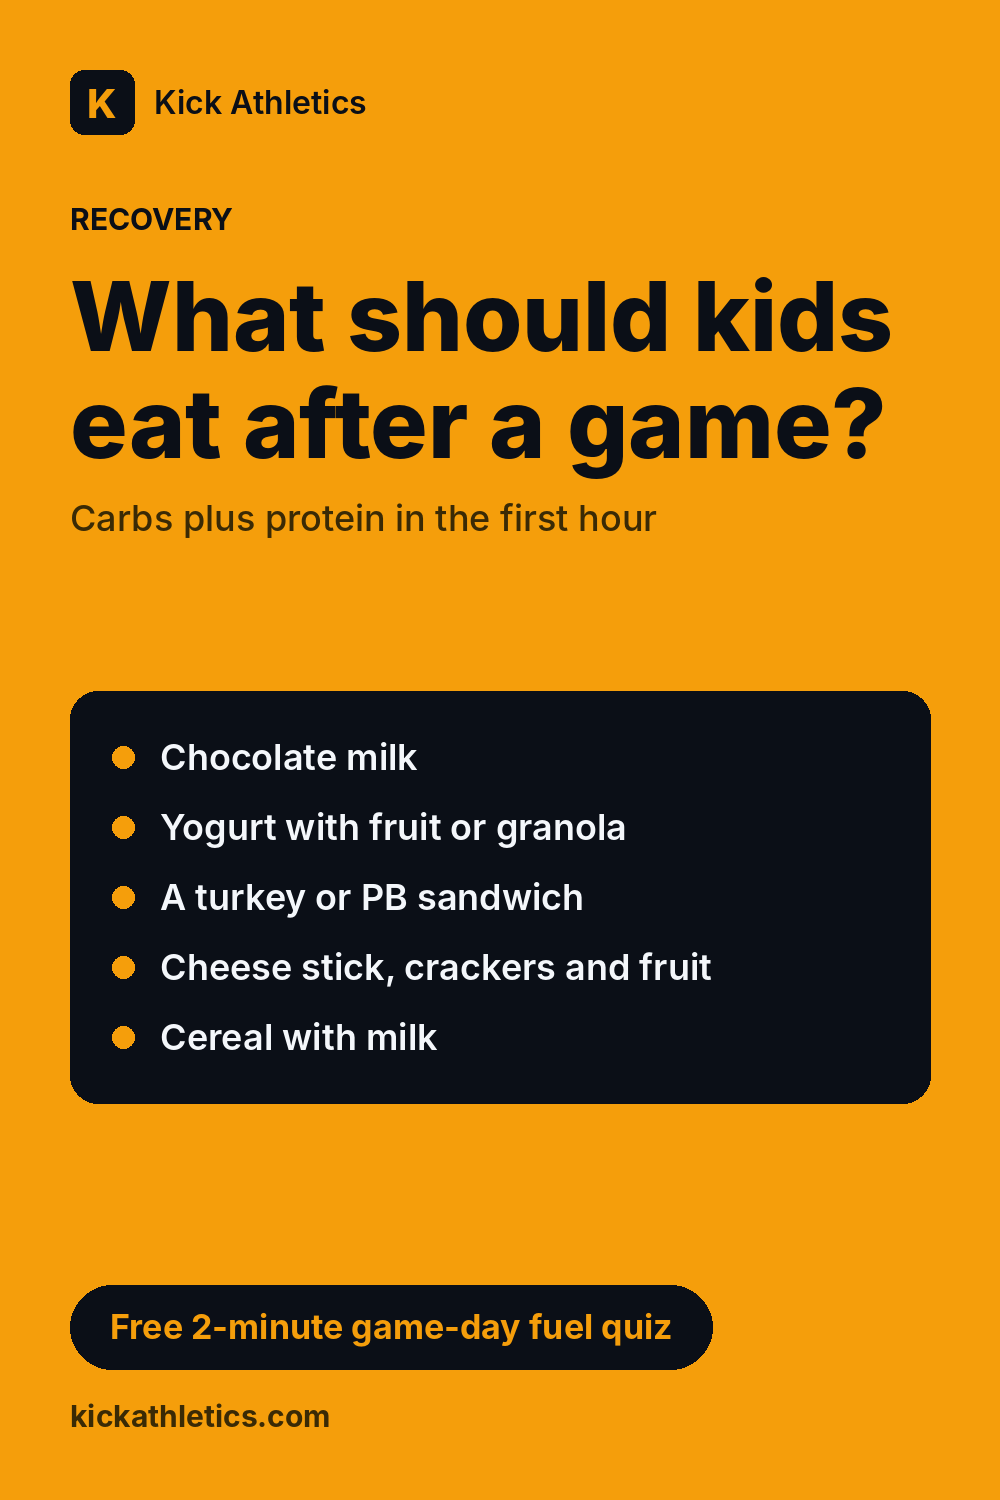 K
Kick Athletics
RECOVERY
What should kids
eat after a game?
Carbs plus protein in the first hour
Chocolate milk
Yogurt with fruit or granola
A turkey or PB sandwich
Cheese stick, crackers and fruit
Cereal with milk
Free 2-minute game-day fuel quiz
kickathletics.com